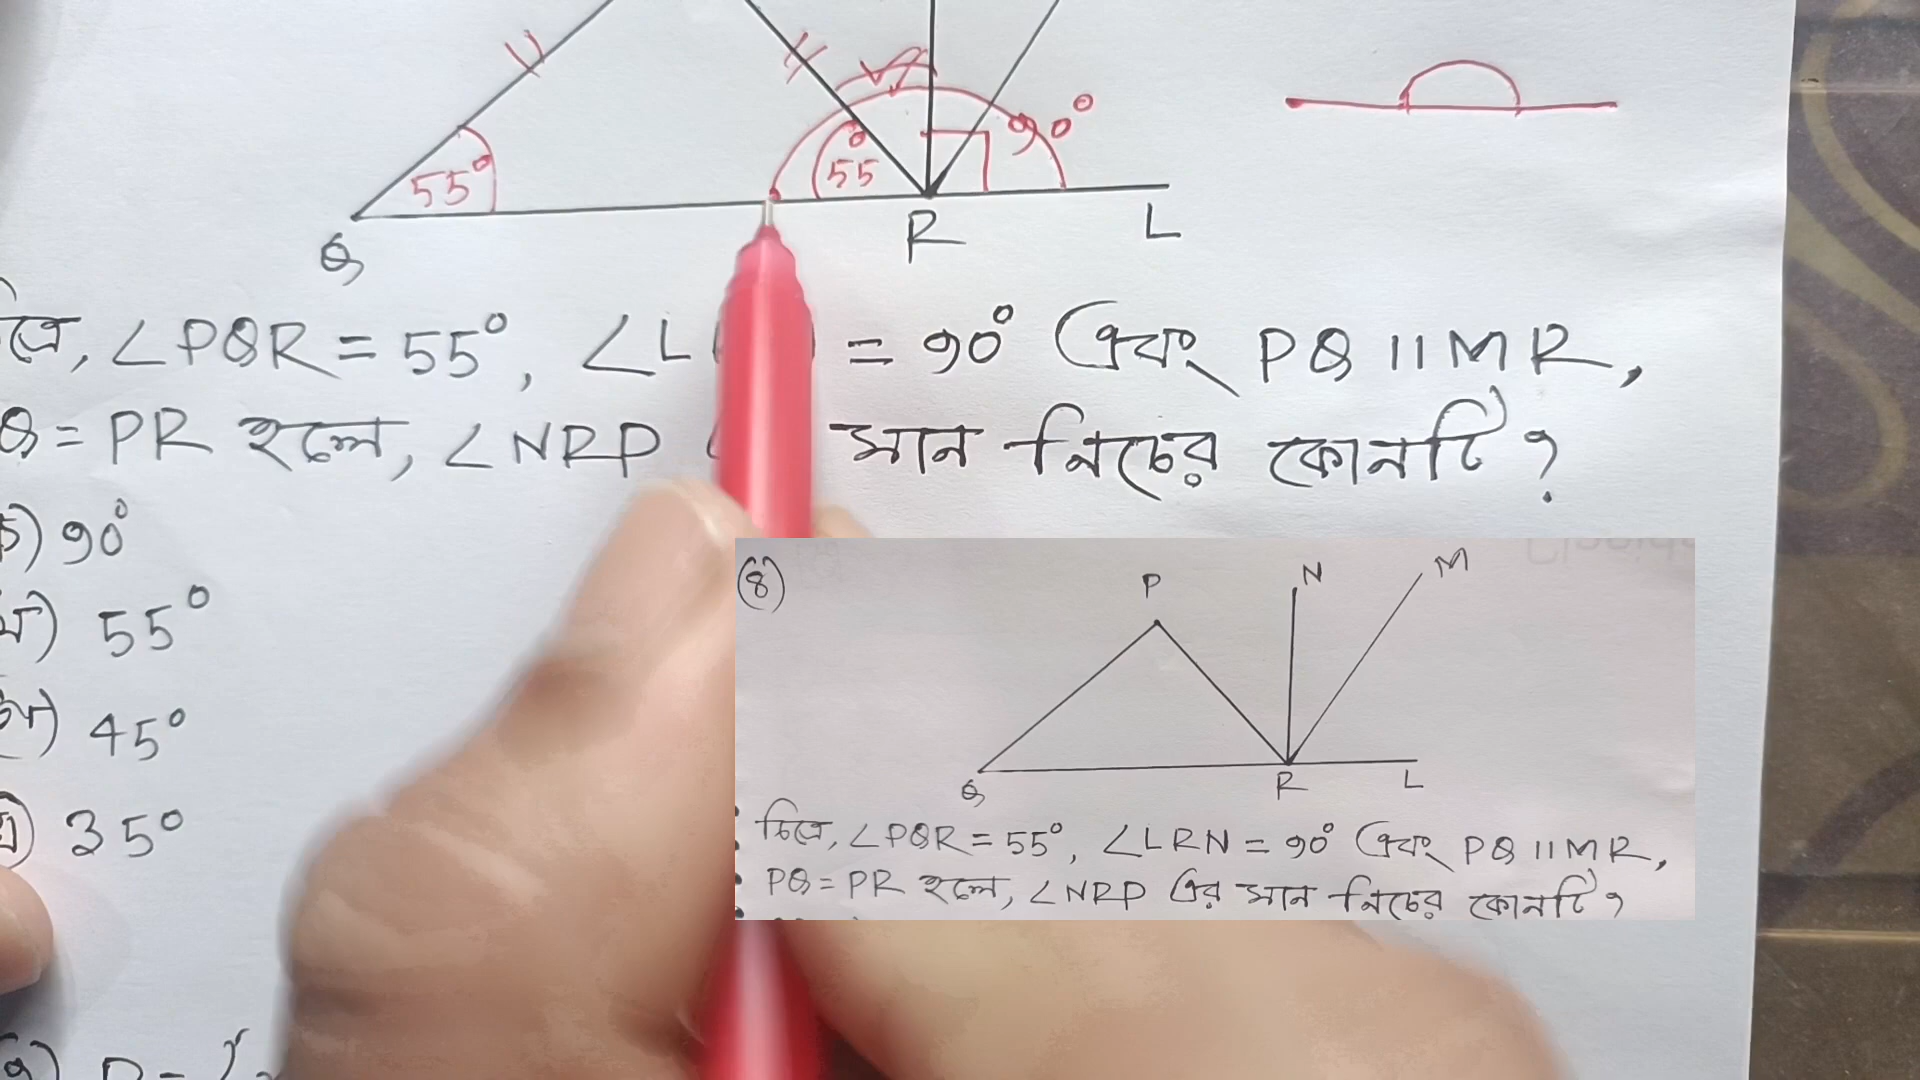 55°
55°
90°
Q
R
L
ত্রে, ∠PQR = 55°, ∠L = 90° এবং PQ || MR,
Q = PR হলে, ∠NRP মান নিচের কোনটি?
ক) 90°
খ) 55°
গ) 45°
ঘ) 35°
(8)
P
N
M
Q
R
L
চিত্রে, ∠PQR = 55°, ∠LRN = 90° এবং PQ || MR,
PQ = PR হলে, ∠NRP এর মান নিচের কোনটি?